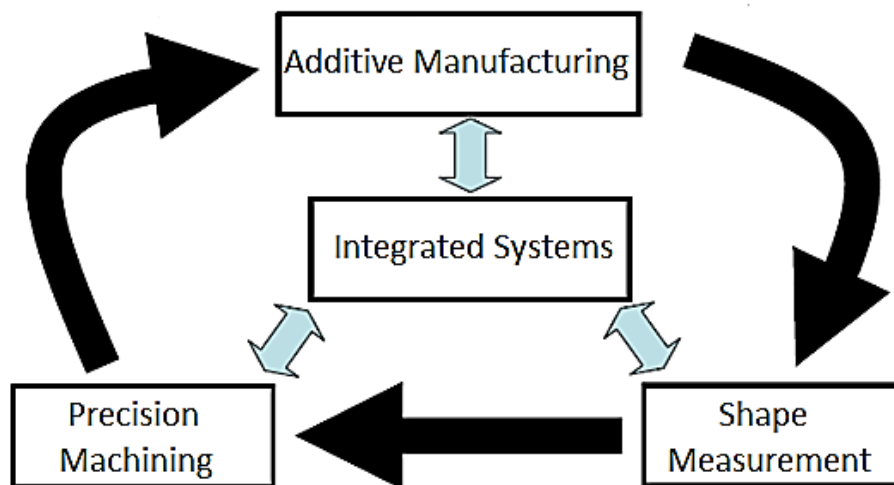 Additive Manufacturing
Integrated Systems
Precision
Machining
Shape
Measurement